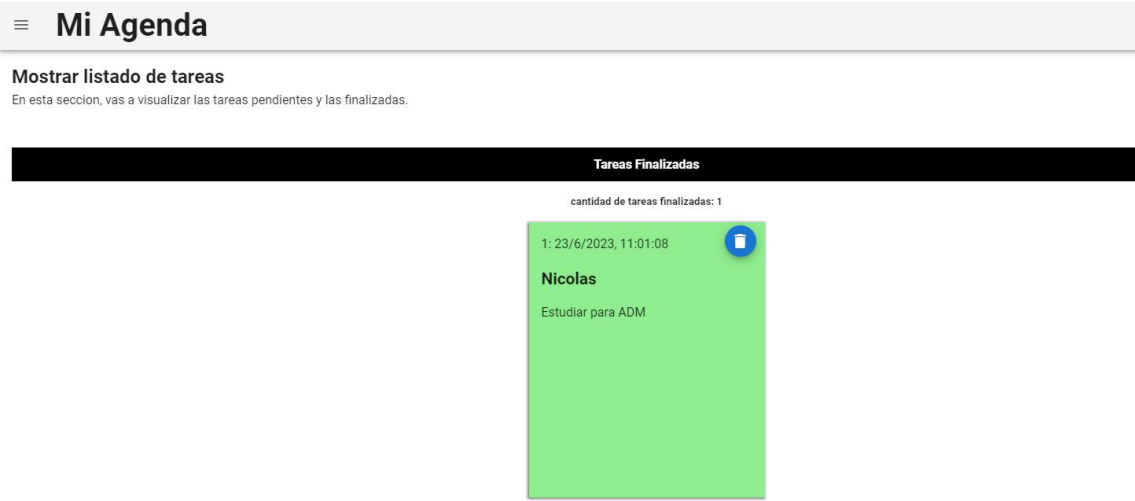 Mi Agenda
Mostrar listado de tareas
En esta seccion, vas a visualizar las tareas pendientes y las finalizadas.
Tareas Finalizadas
cantidad de tareas finalizadas: 1
1: 23/6/2023, 11:01:08
Nicolas
Estudiar para ADM